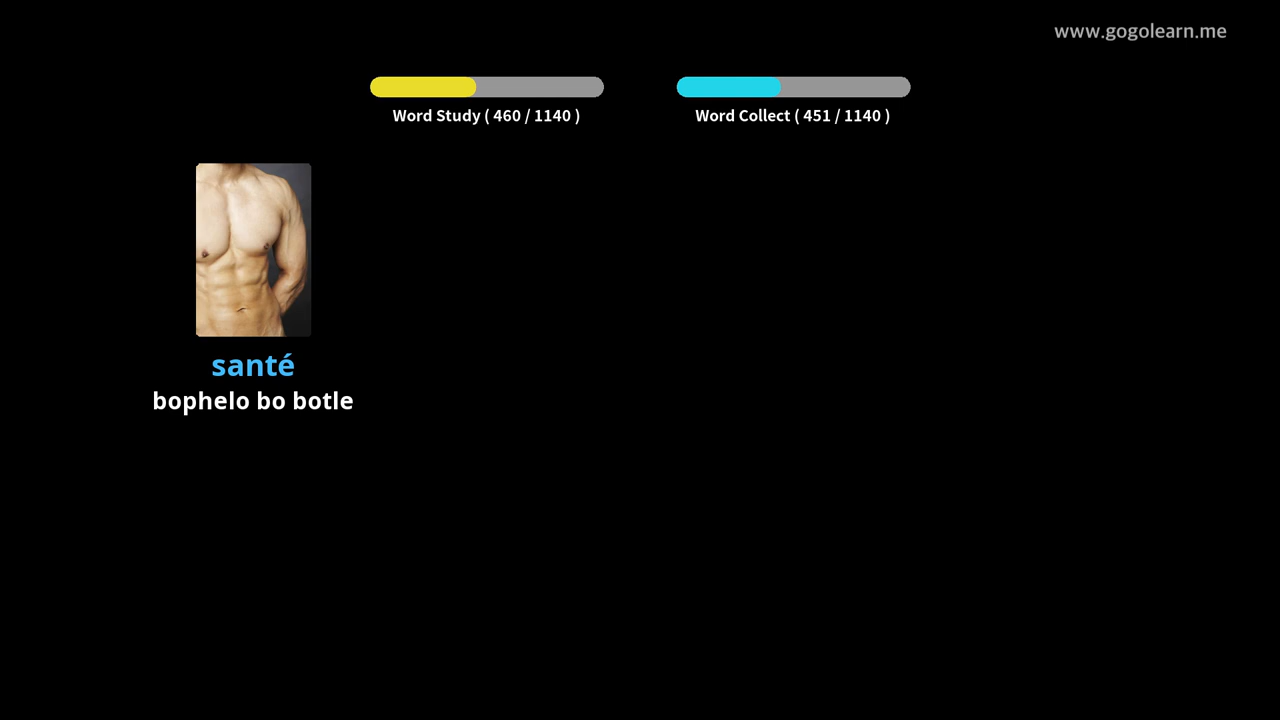 www.gogolearn.me
Word Study ( 460 / 1140 )
Word Collect ( 451 / 1140 )
santé
bophelo bo botle